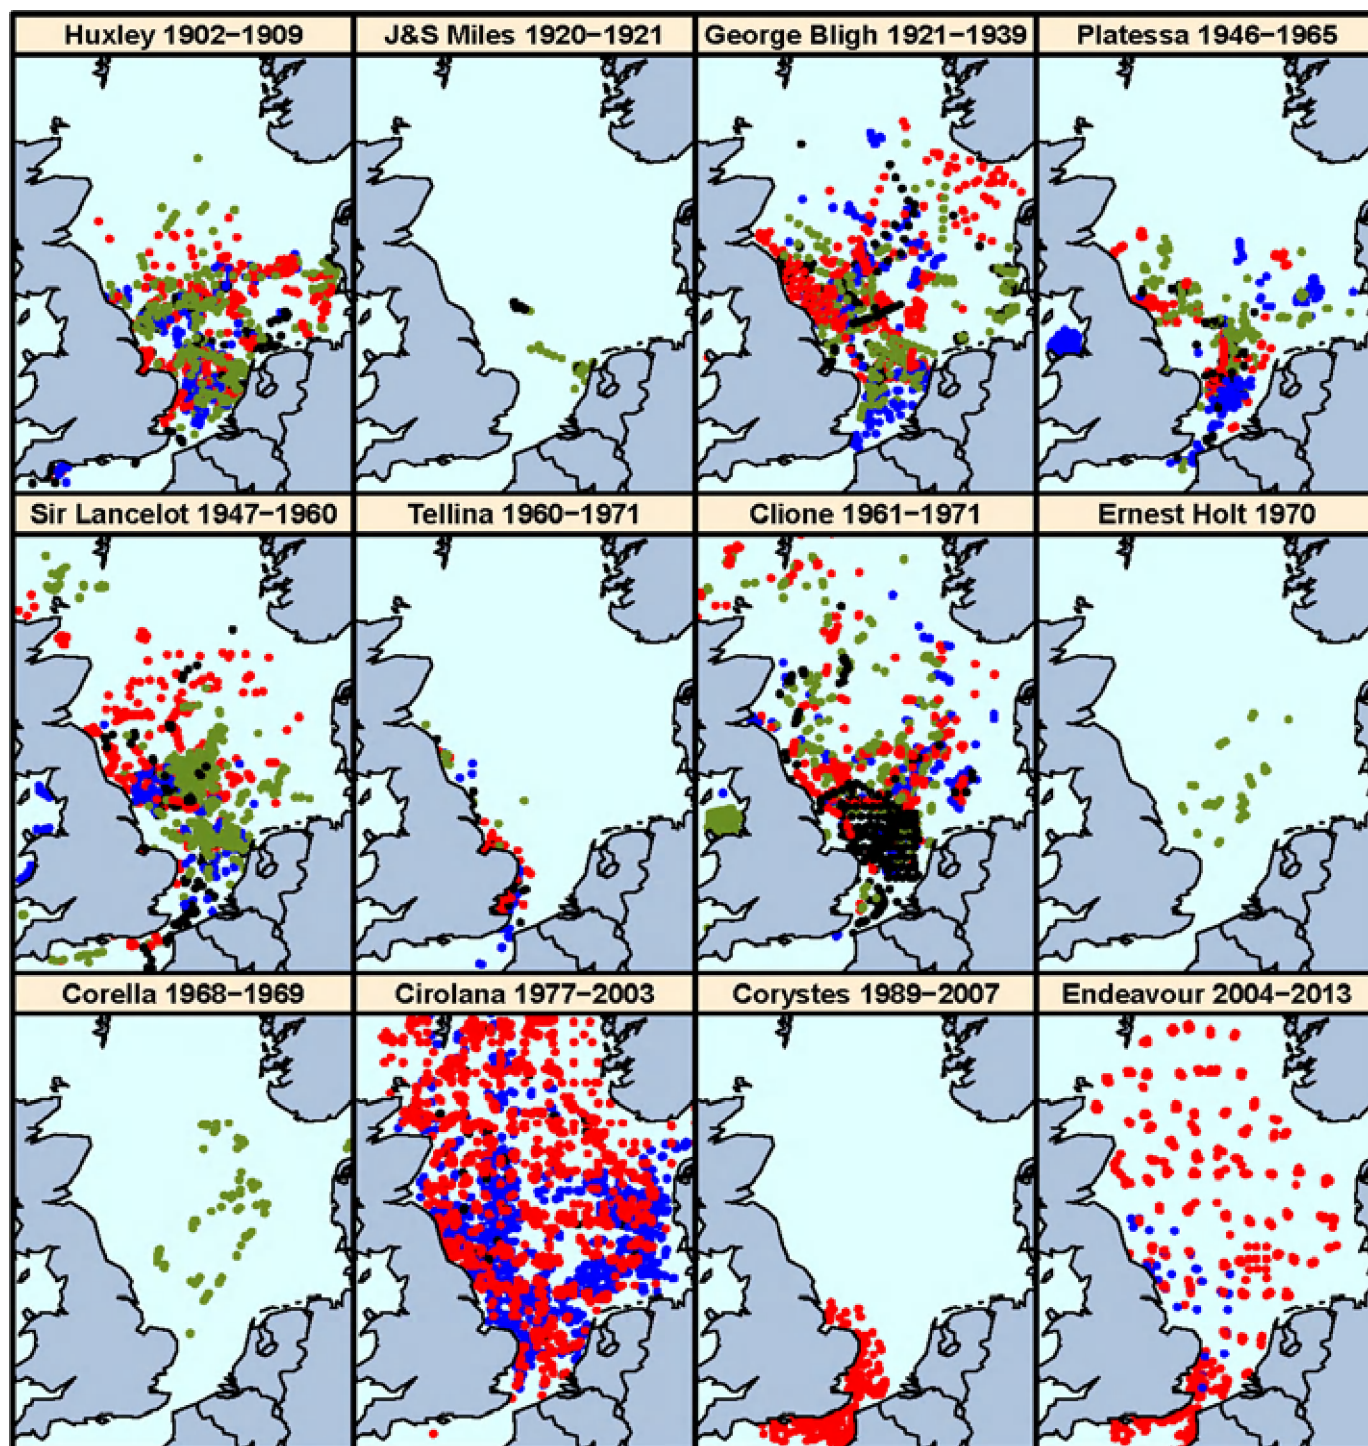 Huxley 1902−1909
J&S Miles 1920−1921
George Bligh 1921−1939
Platessa 1946−1965
Sir Lancelot 1947−1960
Tellina 1960−1971
Clione 1961−1971
Ernest Holt 1970
Corella 1968−1969
Cirolana 1977−2003
Corystes 1989−2007
Endeavour 2004−2013